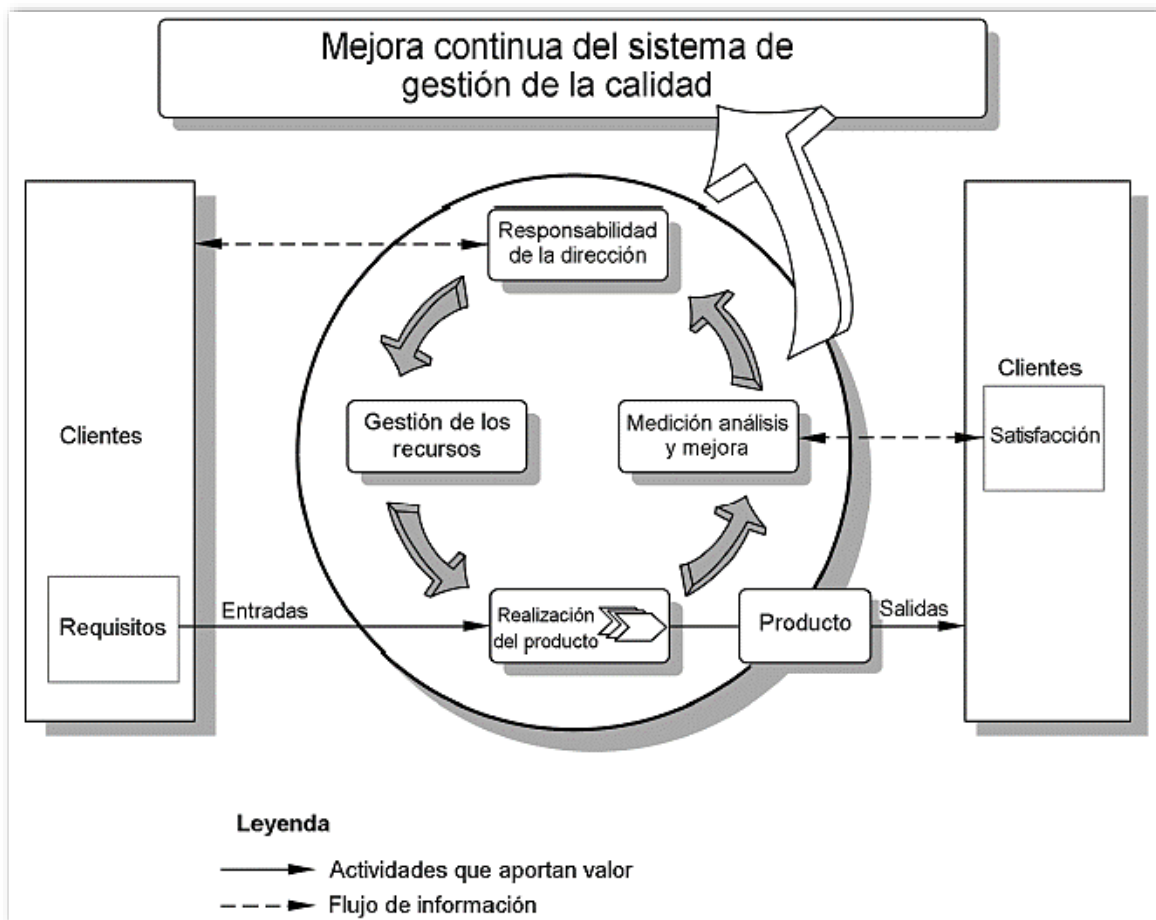 Mejora continua del sistema de
gestión de la calidad
Responsabilidad
de la dirección
Clientes
Gestión de los
recursos
Medición análisis
y mejora
Clientes
Satisfacción
Requisitos
Entradas
Realización
del producto
Producto
Salidas
Leyenda
Actividades que aportan valor
Flujo de información